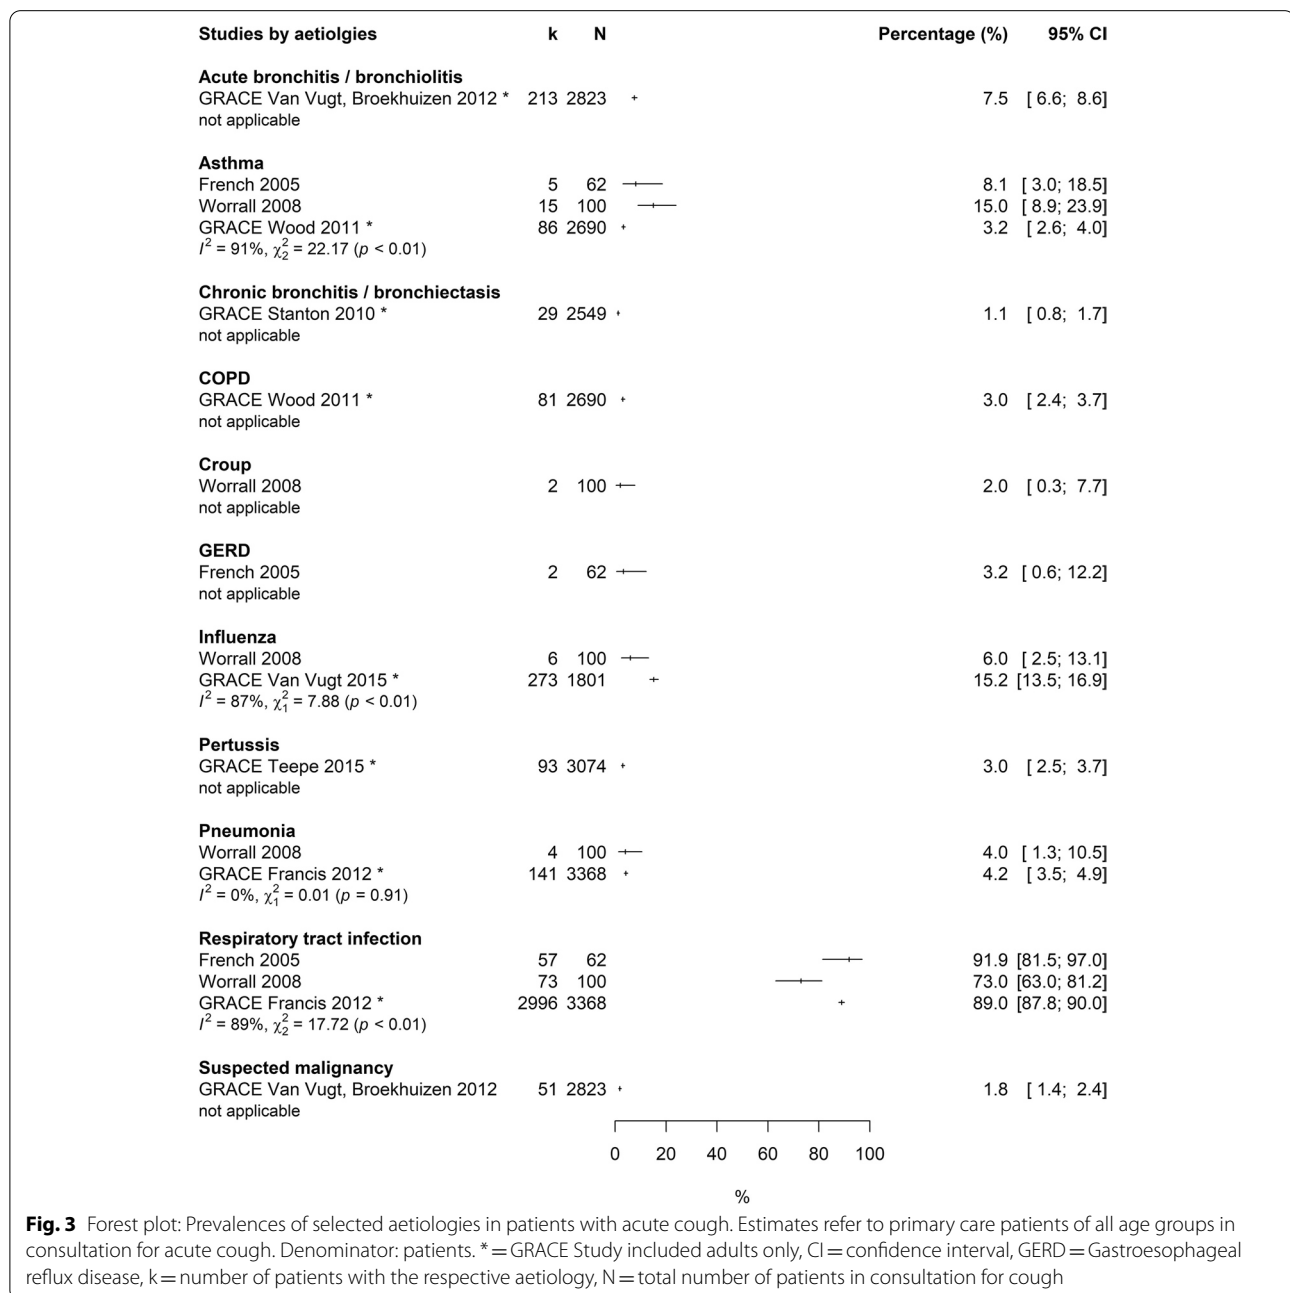 Studies by aetiolgies k N Percentage (%) 95% CI
Acute bronchitis / bronchiolitis
GRACE Van Vugt, Broekhuizen 2012 * 213 2823 7.5 [ 6.6; 8.6]
not applicable
Asthma
French 2005 5 62 8.1 [ 3.0; 18.5]
Worrall 2008 15 100 15.0 [ 8.9; 23.9]
GRACE Wood 2011 * 86 2690 3.2 [ 2.6; 4.0]
I² = 91%, χ²₂ = 22.17 (p < 0.01)
Chronic bronchitis / bronchiectasis
GRACE Stanton 2010 * 29 2549 1.1 [ 0.8; 1.7]
not applicable
COPD
GRACE Wood 2011 * 81 2690 3.0 [ 2.4; 3.7]
not applicable
Croup
Worrall 2008 2 100 2.0 [ 0.3; 7.7]
not applicable
GERD
French 2005 2 62 3.2 [ 0.6; 12.2]
not applicable
Influenza
Worrall 2008 6 100 6.0 [ 2.5; 13.1]
GRACE Van Vugt 2015 * 273 1801 15.2 [13.5; 16.9]
I² = 87%, χ²₁ = 7.88 (p < 0.01)
Pertussis
GRACE Teepe 2015 * 93 3074 3.0 [ 2.5; 3.7]
not applicable
Pneumonia
Worrall 2008 4 100 4.0 [ 1.3; 10.5]
GRACE Francis 2012 * 141 3368 4.2 [ 3.5; 4.9]
I² = 0%, χ²₁ = 0.01 (p = 0.91)
Respiratory tract infection
French 2005 57 62 91.9 [81.5; 97.0]
Worrall 2008 73 100 73.0 [63.0; 81.2]
GRACE Francis 2012 * 2996 3368 89.0 [87.8; 90.0]
I² = 89%, χ²₂ = 17.72 (p < 0.01)
Suspected malignancy
GRACE Van Vugt, Broekhuizen 2012 51 2823 1.8 [ 1.4; 2.4]
not applicable
0 20 40 60 80 100
%
Fig. 3 Forest plot: Prevalences of selected aetiologies in patients with acute cough. Estimates refer to primary care patients of all age groups in
consultation for acute cough. Denominator: patients. * = GRACE Study included adults only, CI = confidence interval, GERD = Gastroesophageal
reflux disease, k = number of patients with the respective aetiology, N = total number of patients in consultation for cough